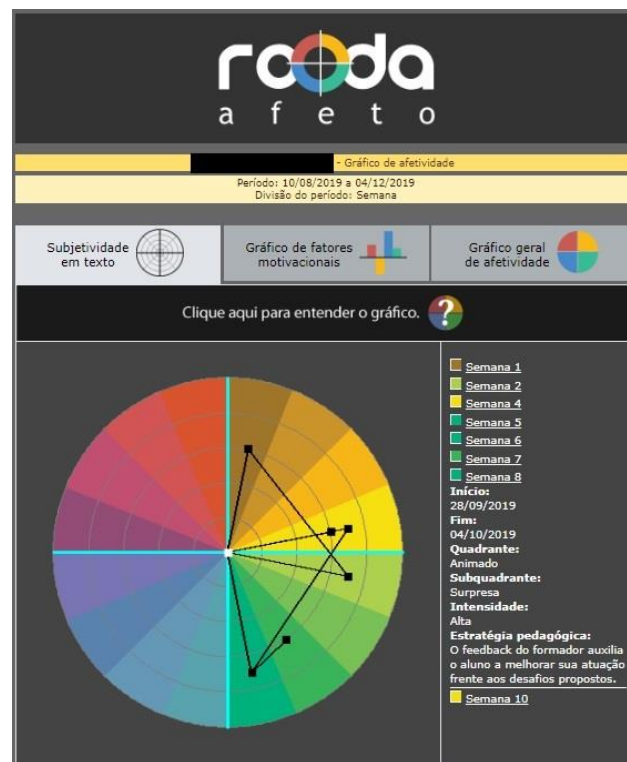 rooda
afeto
- Gráfico de afetividade
Período: 10/08/2019 a 04/12/2019
Divisão do período: Semana
Subjetividade
em texto
Gráfico de fatores
motivacionais
Gráfico geral
de afetividade
Clique aqui para entender o gráfico.
?
Semana 1
Semana 2
Semana 4
Semana 5
Semana 6
Semana 7
Semana 8
Início:
28/09/2019
Fim:
04/10/2019
Quadrante:
Animado
Subquadrante:
Surpresa
Intensidade:
Alta
Estratégia pedagógica:
O feedback do formador auxilia
o aluno a melhorar sua atuação
frente aos desafios propostos.
Semana 10